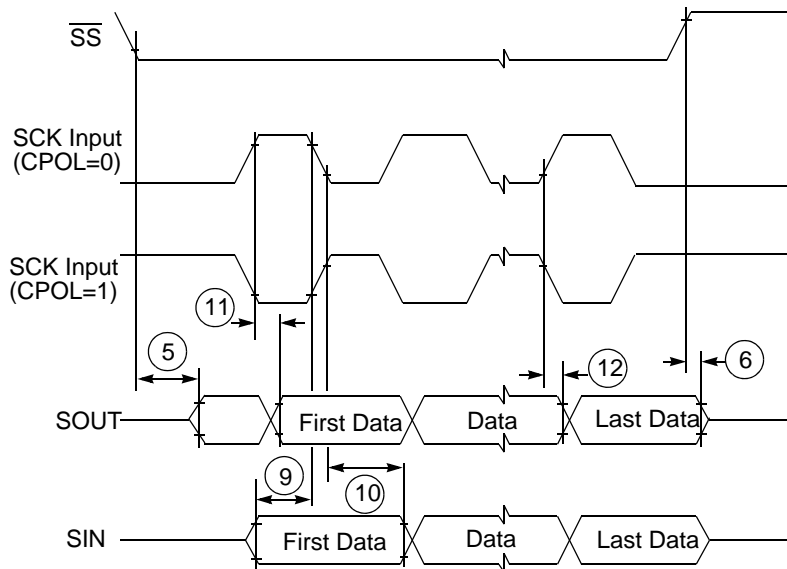 SS
SCK Input
(CPOL=0)
SCK Input
(CPOL=1)
11
5
12
6
SOUT
First Data
Data
Last Data
9
10
SIN
First Data
Data
Last Data